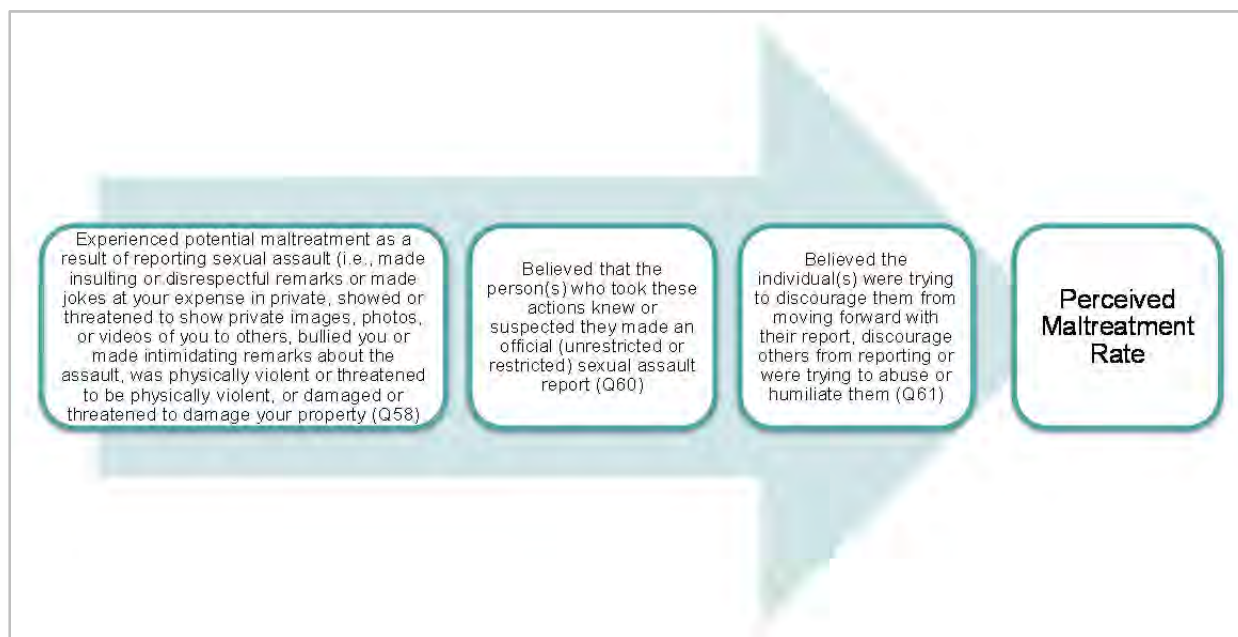 Experienced potential maltreatment as a
result of reporting sexual assault (i.e., made
insulting or disrespectful remarks or made
jokes at your expense in private, showed or
threatened to show private images, photos,
or videos of you to others, bullied you or
made intimidating remarks about the
assault, was physically violent or threatened
to be physically violent, or damaged or
threatened to damage your property (Q58)
Believed that the
person(s) who took these
actions knew or
suspected they made an
official (unrestricted or
restricted) sexual assault
report (Q60)
Believed the
individual(s) were trying
to discourage them from
moving forward with
their report, discourage
others from reporting or
were trying to abuse or
humiliate them (Q61)
Perceived
Maltreatment
Rate